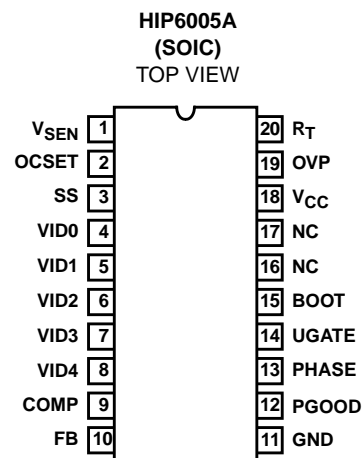 HIP6005A
(SOIC)
TOP VIEW
VSEN 1 20 RT
OCSET 2 19 OVP
SS 3 18 VCC
VID0 4 17 NC
VID1 5 16 NC
VID2 6 15 BOOT
VID3 7 14 UGATE
VID4 8 13 PHASE
COMP 9 12 PGOOD
FB 10 11 GND